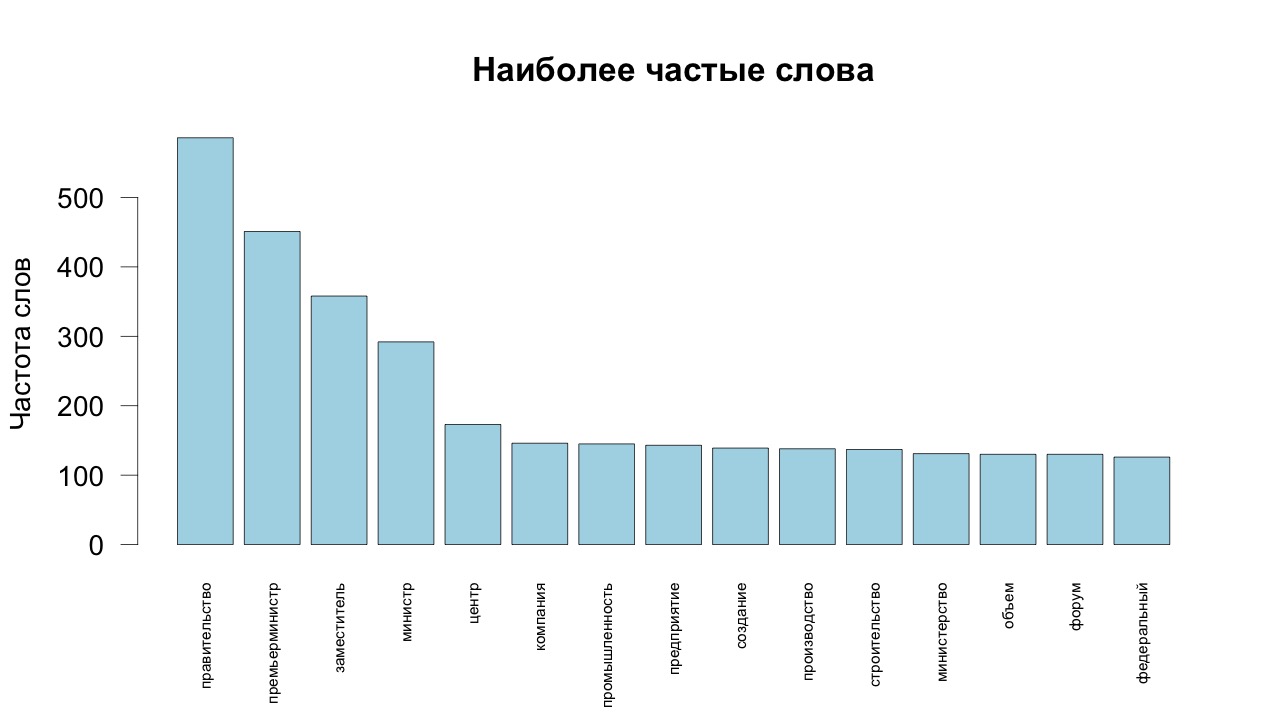 Наиболее частые слова
Частота слов
500
400
300
200
100
0
правительство
премьерминистр
заместитель
министр
центр
компания
промышленность
предприятие
создание
производство
строительство
министерство
объем
форум
федеральный